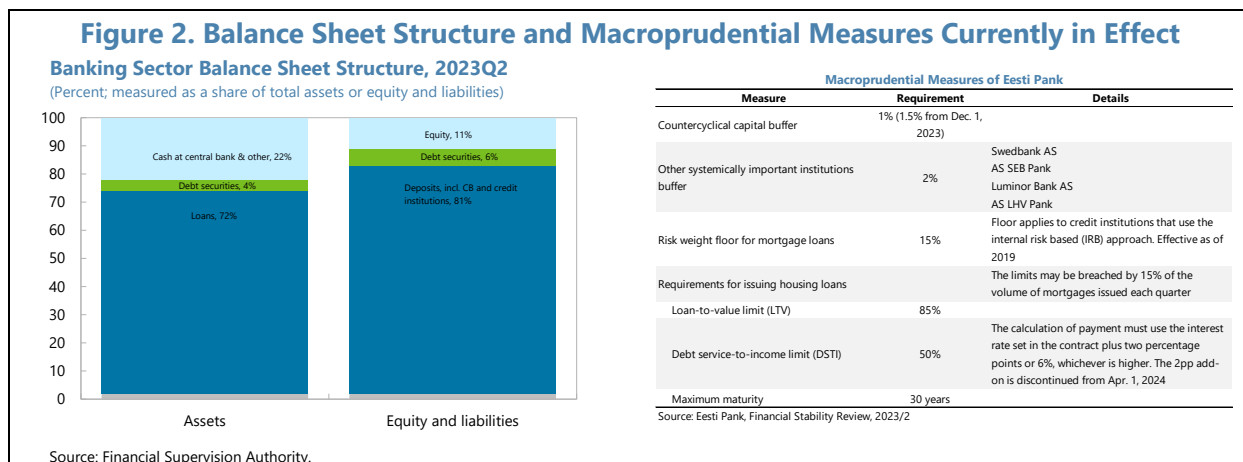 Figure 2. Balance Sheet Structure and Macroprudential Measures Currently in Effect
Banking Sector Balance Sheet Structure, 2023Q2
(Percent; measured as a share of total assets or equity and liabilities)
100
90
80
70
60
50
40
30
20
10
0
Cash at central bank & other, 22%
Debt securities, 4%
Loans, 72%
Equity, 11%
Debt securities, 6%
Deposits, incl. CB and credit
institutions, 81%
Assets
Equity and liabilities
Source: Financial Supervision Authority.
Macroprudential Measures of Eesti Pank
Measure Requirement Details
Countercyclical capital buffer 1% (1.5% from Dec. 1,
2023)
Other systemically important institutions
buffer
2%
Swedbank AS
AS SEB Pank
Luminor Bank AS
AS LHV Pank
Risk weight floor for mortgage loans 15%
Floor applies to credit institutions that use the
internal risk based (IRB) approach. Effective as of
2019
Requirements for issuing housing loans
The limits may be breached by 15% of the
volume of mortgages issued each quarter
Loan-to-value limit (LTV) 85%
Debt service-to-income limit (DSTI) 50%
The calculation of payment must use the interest
rate set in the contract plus two percentage
points or 6%, whichever is higher. The 2pp add-
on is discontinued from Apr. 1, 2024
Maximum maturity 30 years
Source: Eesti Pank, Financial Stability Review, 2023/2